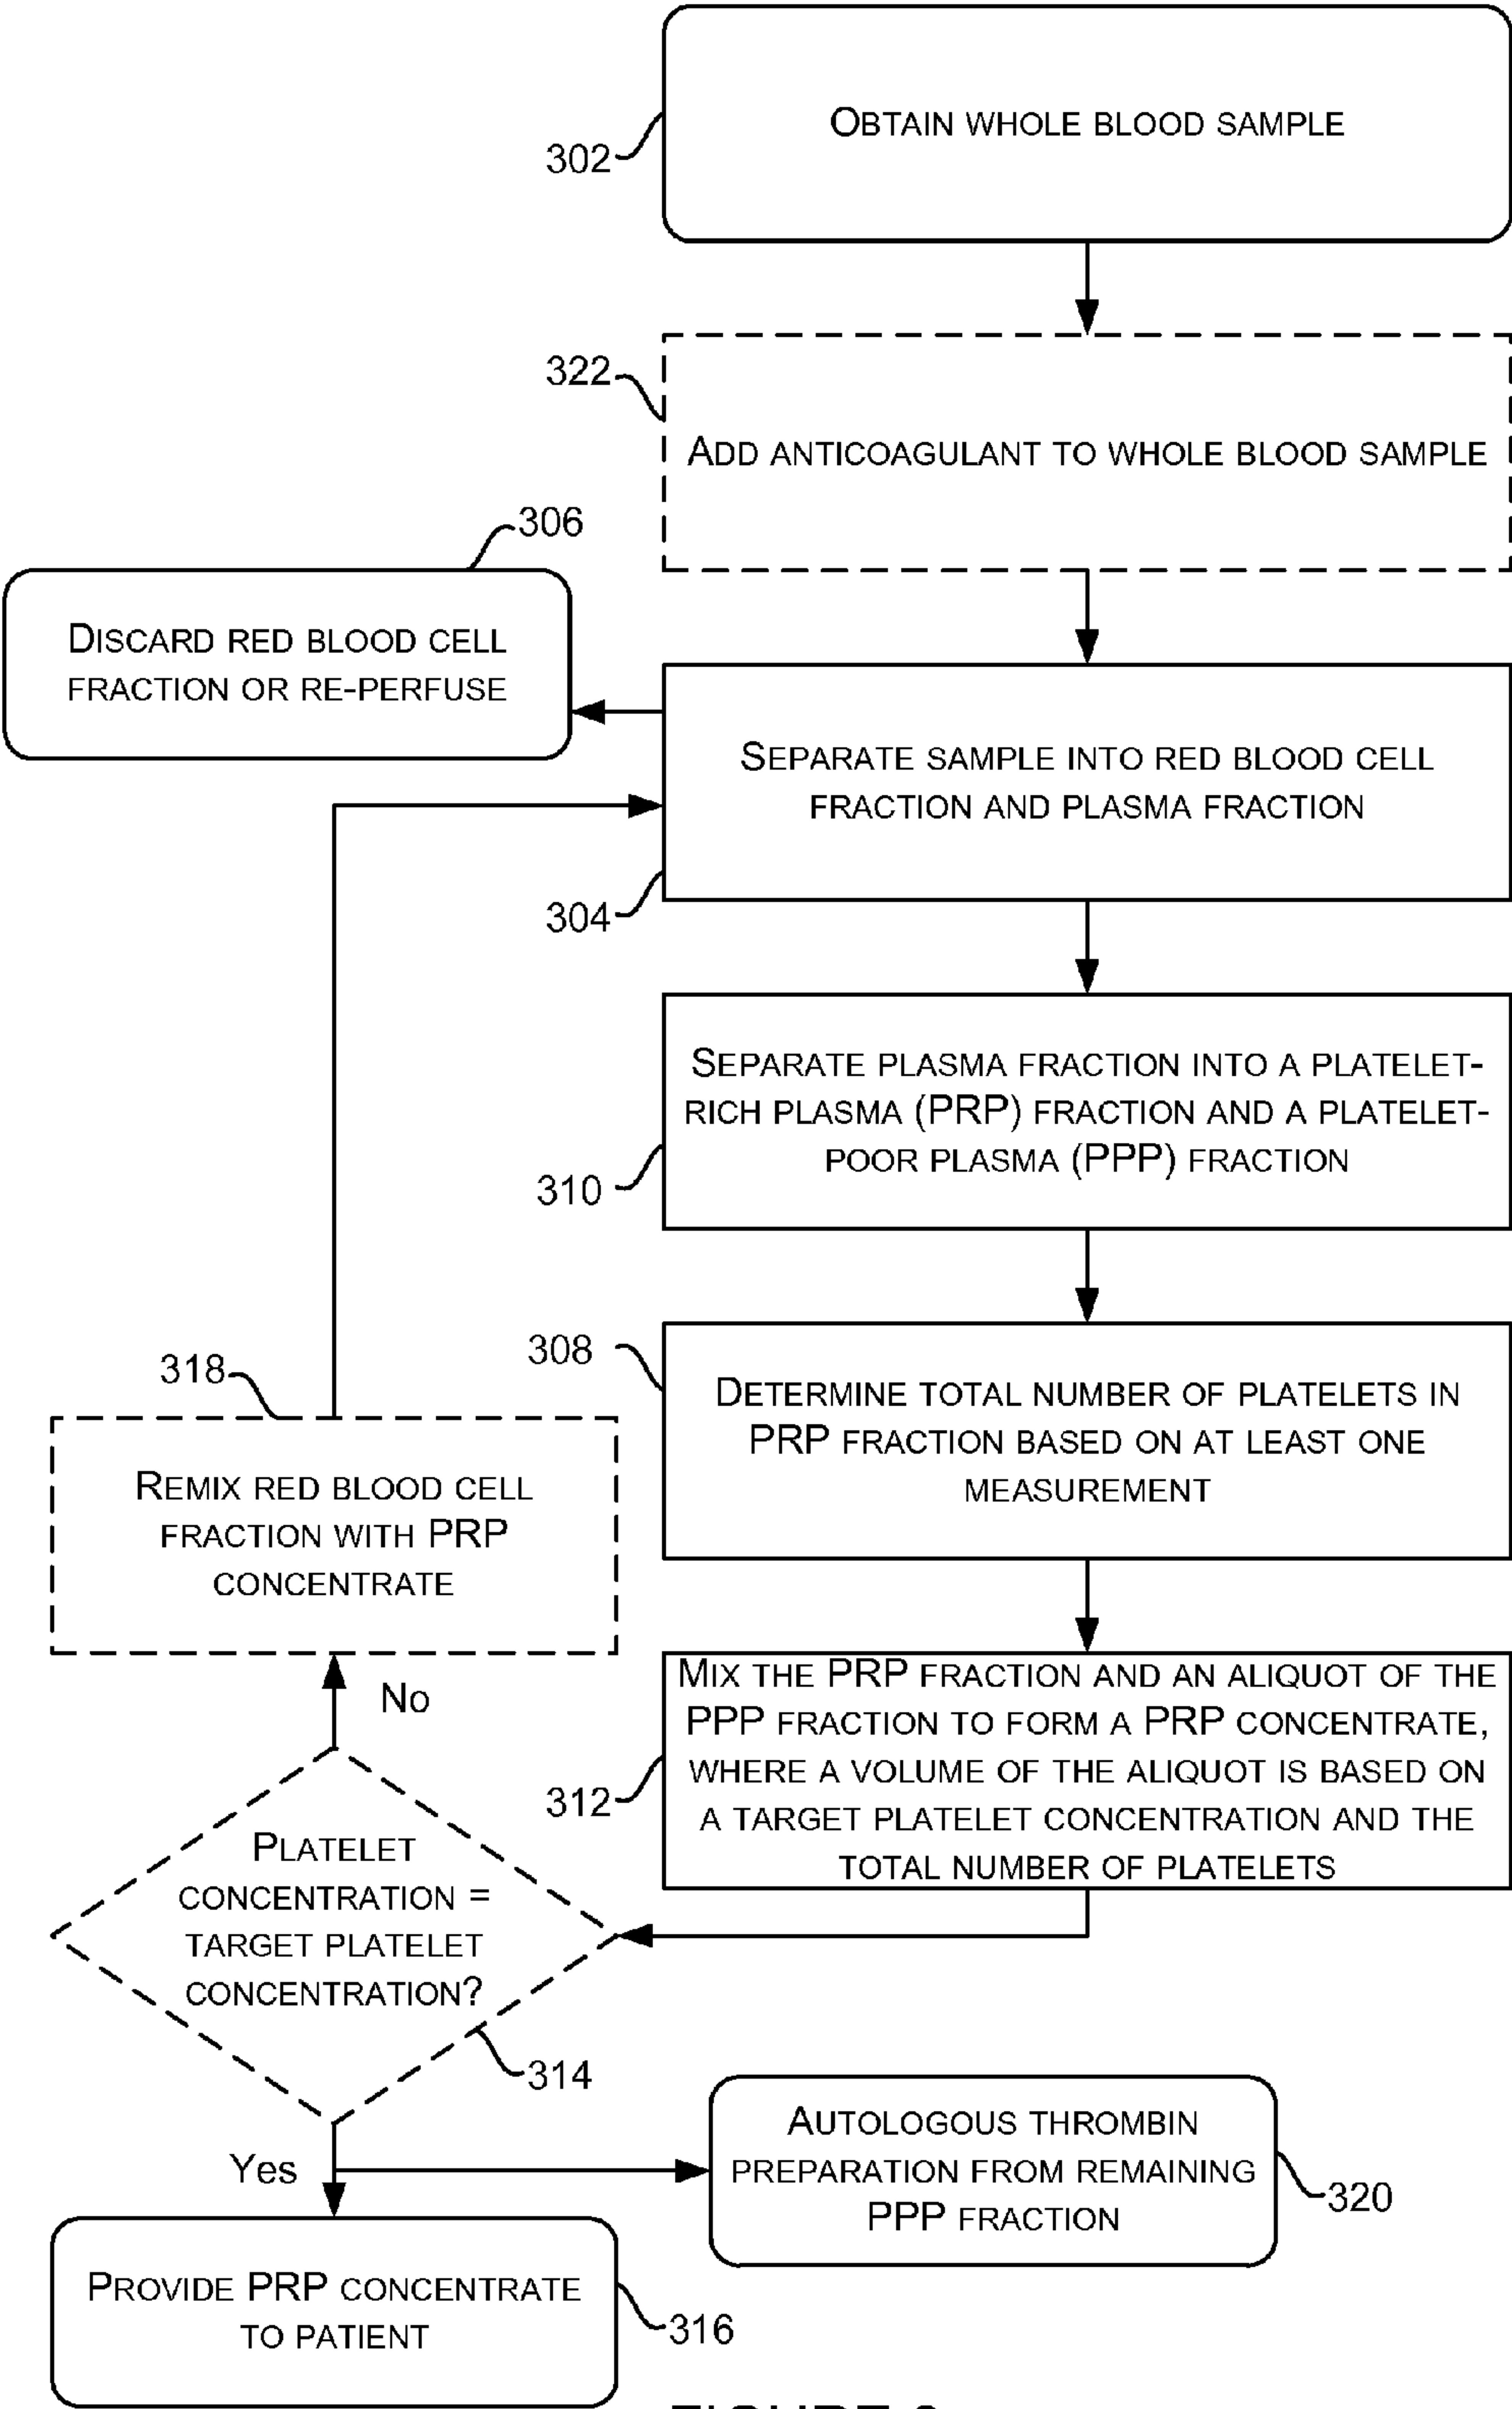 OBTAIN WHOLE BLOOD SAMPLE
302
322
ADD ANTICOAGULANT TO WHOLE BLOOD SAMPLE
306
DISCARD RED BLOOD CELL
FRACTION OR RE-PERFUSE
SEPARATE SAMPLE INTO RED BLOOD CELL
FRACTION AND PLASMA FRACTION
304
SEPARATE PLASMA FRACTION INTO A PLATELET-
RICH PLASMA (PRP) FRACTION AND A PLATELET-
POOR PLASMA (PPP) FRACTION
310
308
DETERMINE TOTAL NUMBER OF PLATELETS IN
PRP FRACTION BASED ON AT LEAST ONE
MEASUREMENT
318
REMIX RED BLOOD CELL
FRACTION WITH PRP
CONCENTRATE
No
MIX THE PRP FRACTION AND AN ALIQUOT OF THE
PPP FRACTION TO FORM A PRP CONCENTRATE,
WHERE A VOLUME OF THE ALIQUOT IS BASED ON
A TARGET PLATELET CONCENTRATION AND THE
TOTAL NUMBER OF PLATELETS
312
PLATELET
CONCENTRATION =
TARGET PLATELET
CONCENTRATION?
314
Yes
AUTOLOGOUS THROMBIN
PREPARATION FROM REMAINING
PPP FRACTION
320
PROVIDE PRP CONCENTRATE
TO PATIENT
316